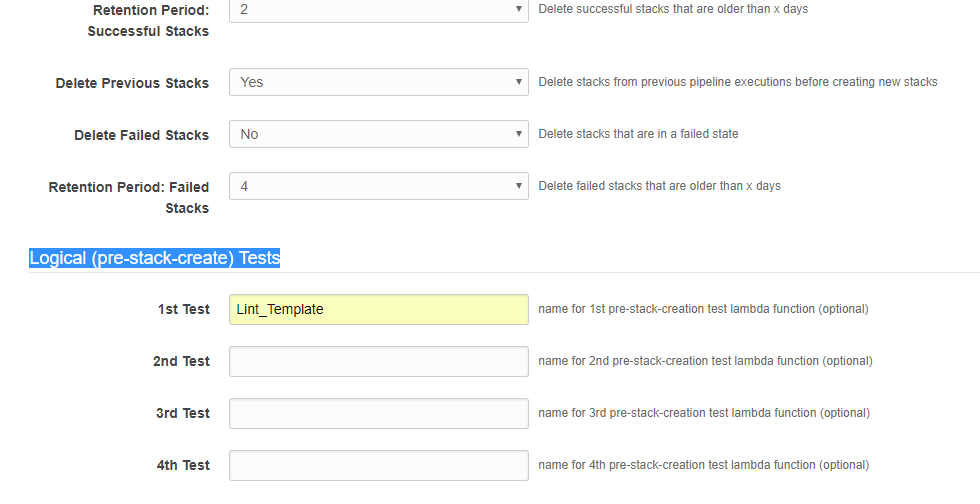 Retention Period:
Successful Stacks
2
Delete successful stacks that are older than x days
Delete Previous Stacks
Yes
Delete stacks from previous pipeline executions before creating new stacks
Delete Failed Stacks
No
Delete stacks that are in a failed state
Retention Period: Failed
Stacks
4
Delete failed stacks that are older than x days
Logical (pre-stack-create) Tests
1st Test
Lint_Template
name for 1st pre-stack-creation test lambda function (optional)
2nd Test
name for 2nd pre-stack-creation test lambda function (optional)
3rd Test
name for 3rd pre-stack-creation test lambda function (optional)
4th Test
name for 4th pre-stack-creation test lambda function (optional)